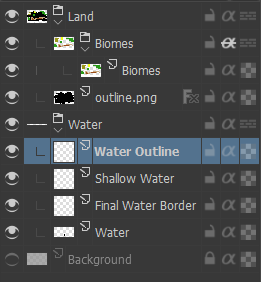 Land
Biomes
Biomes
outline.png
Water
Water Outline
Shallow Water
Final Water Border
Water
Background